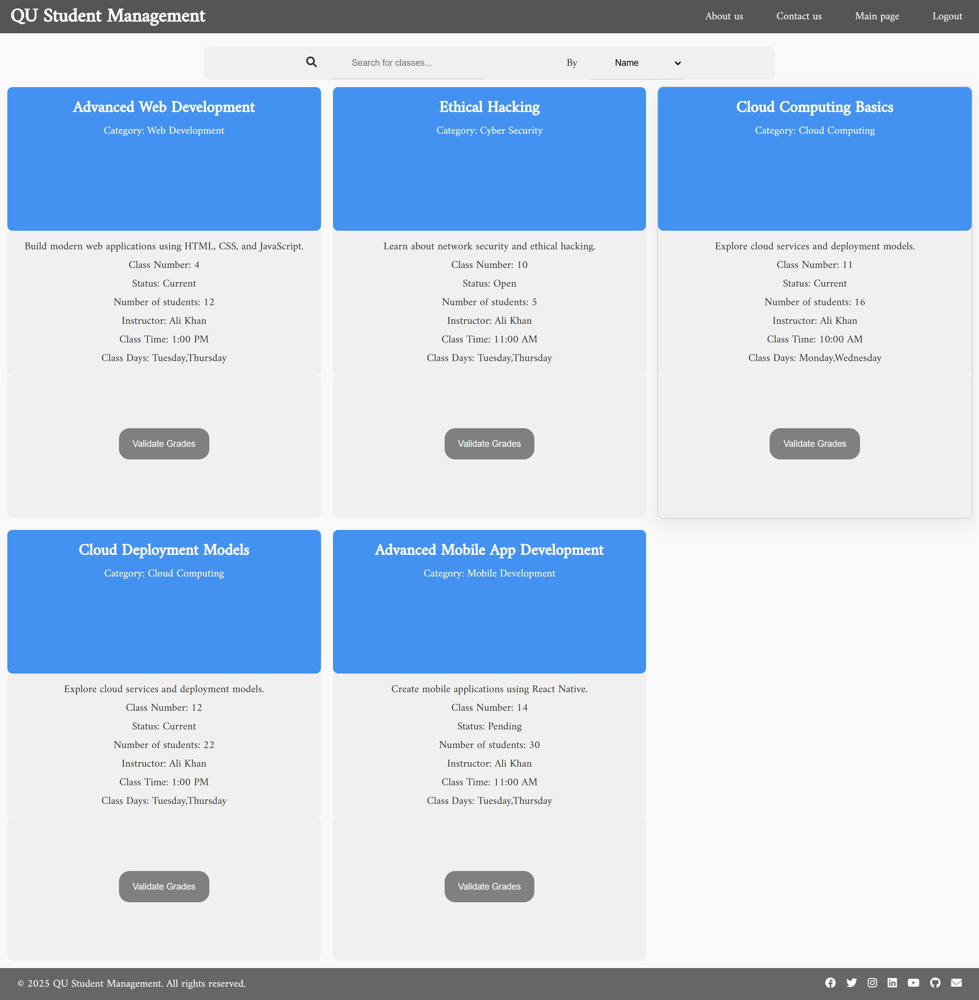 QU Student Management
About us
Contact us
Main page
Logout
Search for classes...
By
Name
Advanced Web Development
Category: Web Development
Build modern web applications using HTML, CSS, and JavaScript.
Class Number: 4
Status: Current
Number of students: 12
Instructor: Ali Khan
Class Time: 1:00 PM
Class Days: Tuesday,Thursday
Validate Grades
Ethical Hacking
Category: Cyber Security
Learn about network security and ethical hacking.
Class Number: 10
Status: Open
Number of students: 5
Instructor: Ali Khan
Class Time: 11:00 AM
Class Days: Tuesday,Thursday
Validate Grades
Cloud Computing Basics
Category: Cloud Computing
Explore cloud services and deployment models.
Class Number: 11
Status: Current
Number of students: 16
Instructor: Ali Khan
Class Time: 10:00 AM
Class Days: Monday,Wednesday
Validate Grades
Cloud Deployment Models
Category: Cloud Computing
Explore cloud services and deployment models.
Class Number: 12
Status: Current
Number of students: 22
Instructor: Ali Khan
Class Time: 1:00 PM
Class Days: Tuesday,Thursday
Validate Grades
Advanced Mobile App Development
Category: Mobile Development
Create mobile applications using React Native.
Class Number: 14
Status: Pending
Number of students: 30
Instructor: Ali Khan
Class Time: 11:00 AM
Class Days: Tuesday,Thursday
Validate Grades
© 2025 QU Student Management. All rights reserved.